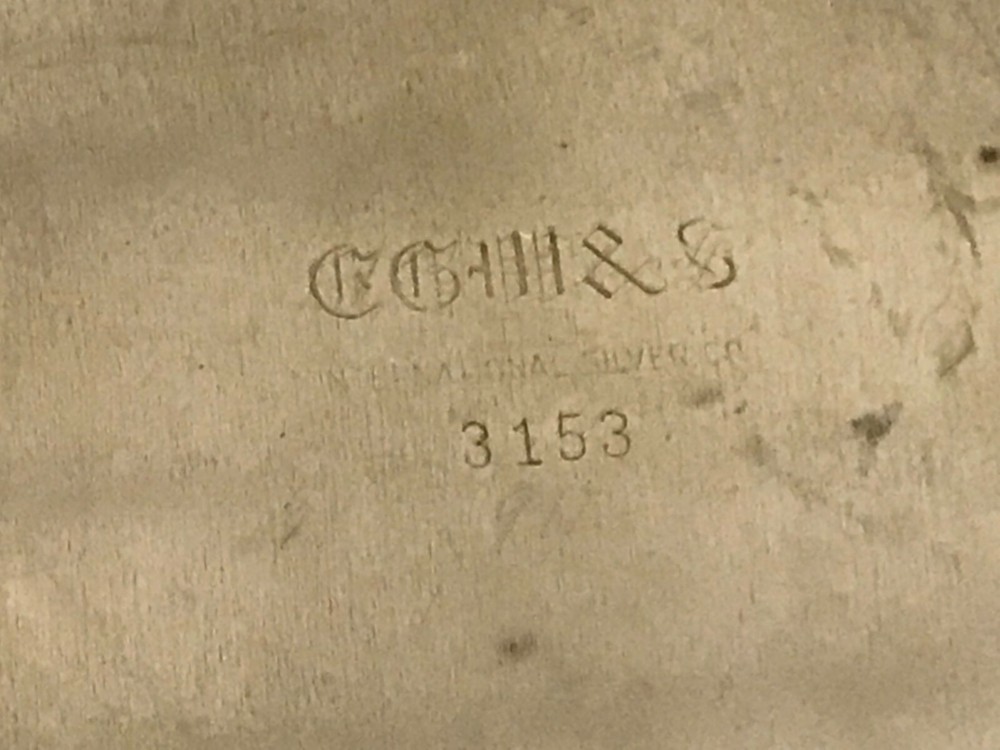 EGW&S
INTERNATIONAL SILVER CO
3153